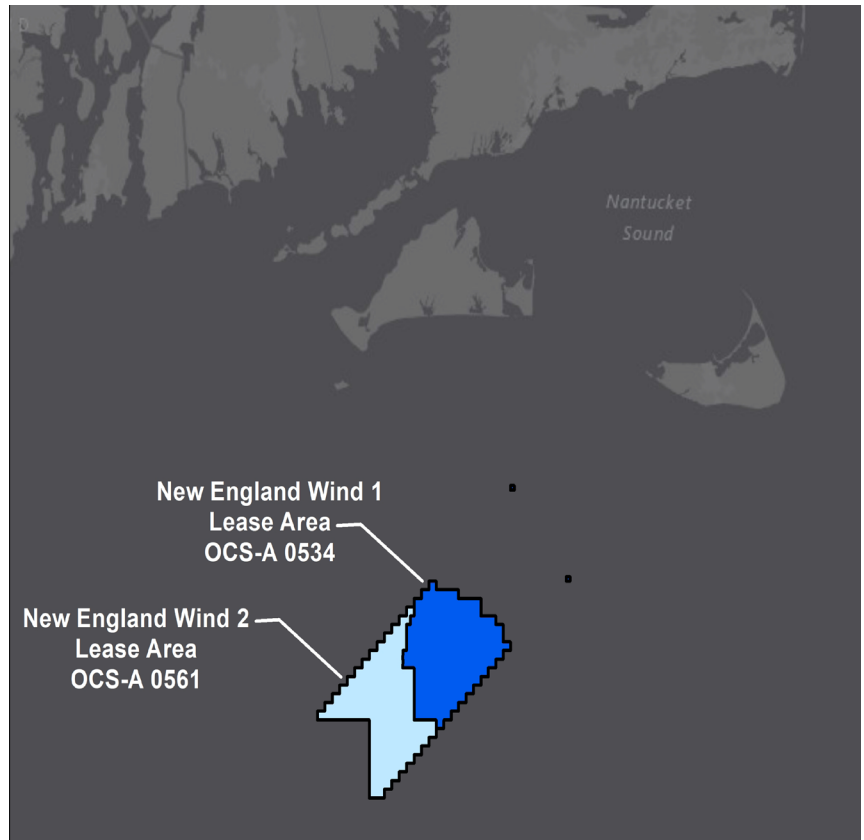 Nantucket
Sound
New England Wind 1
Lease Area
OCS-A 0534
New England Wind 2
Lease Area
OCS-A 0561